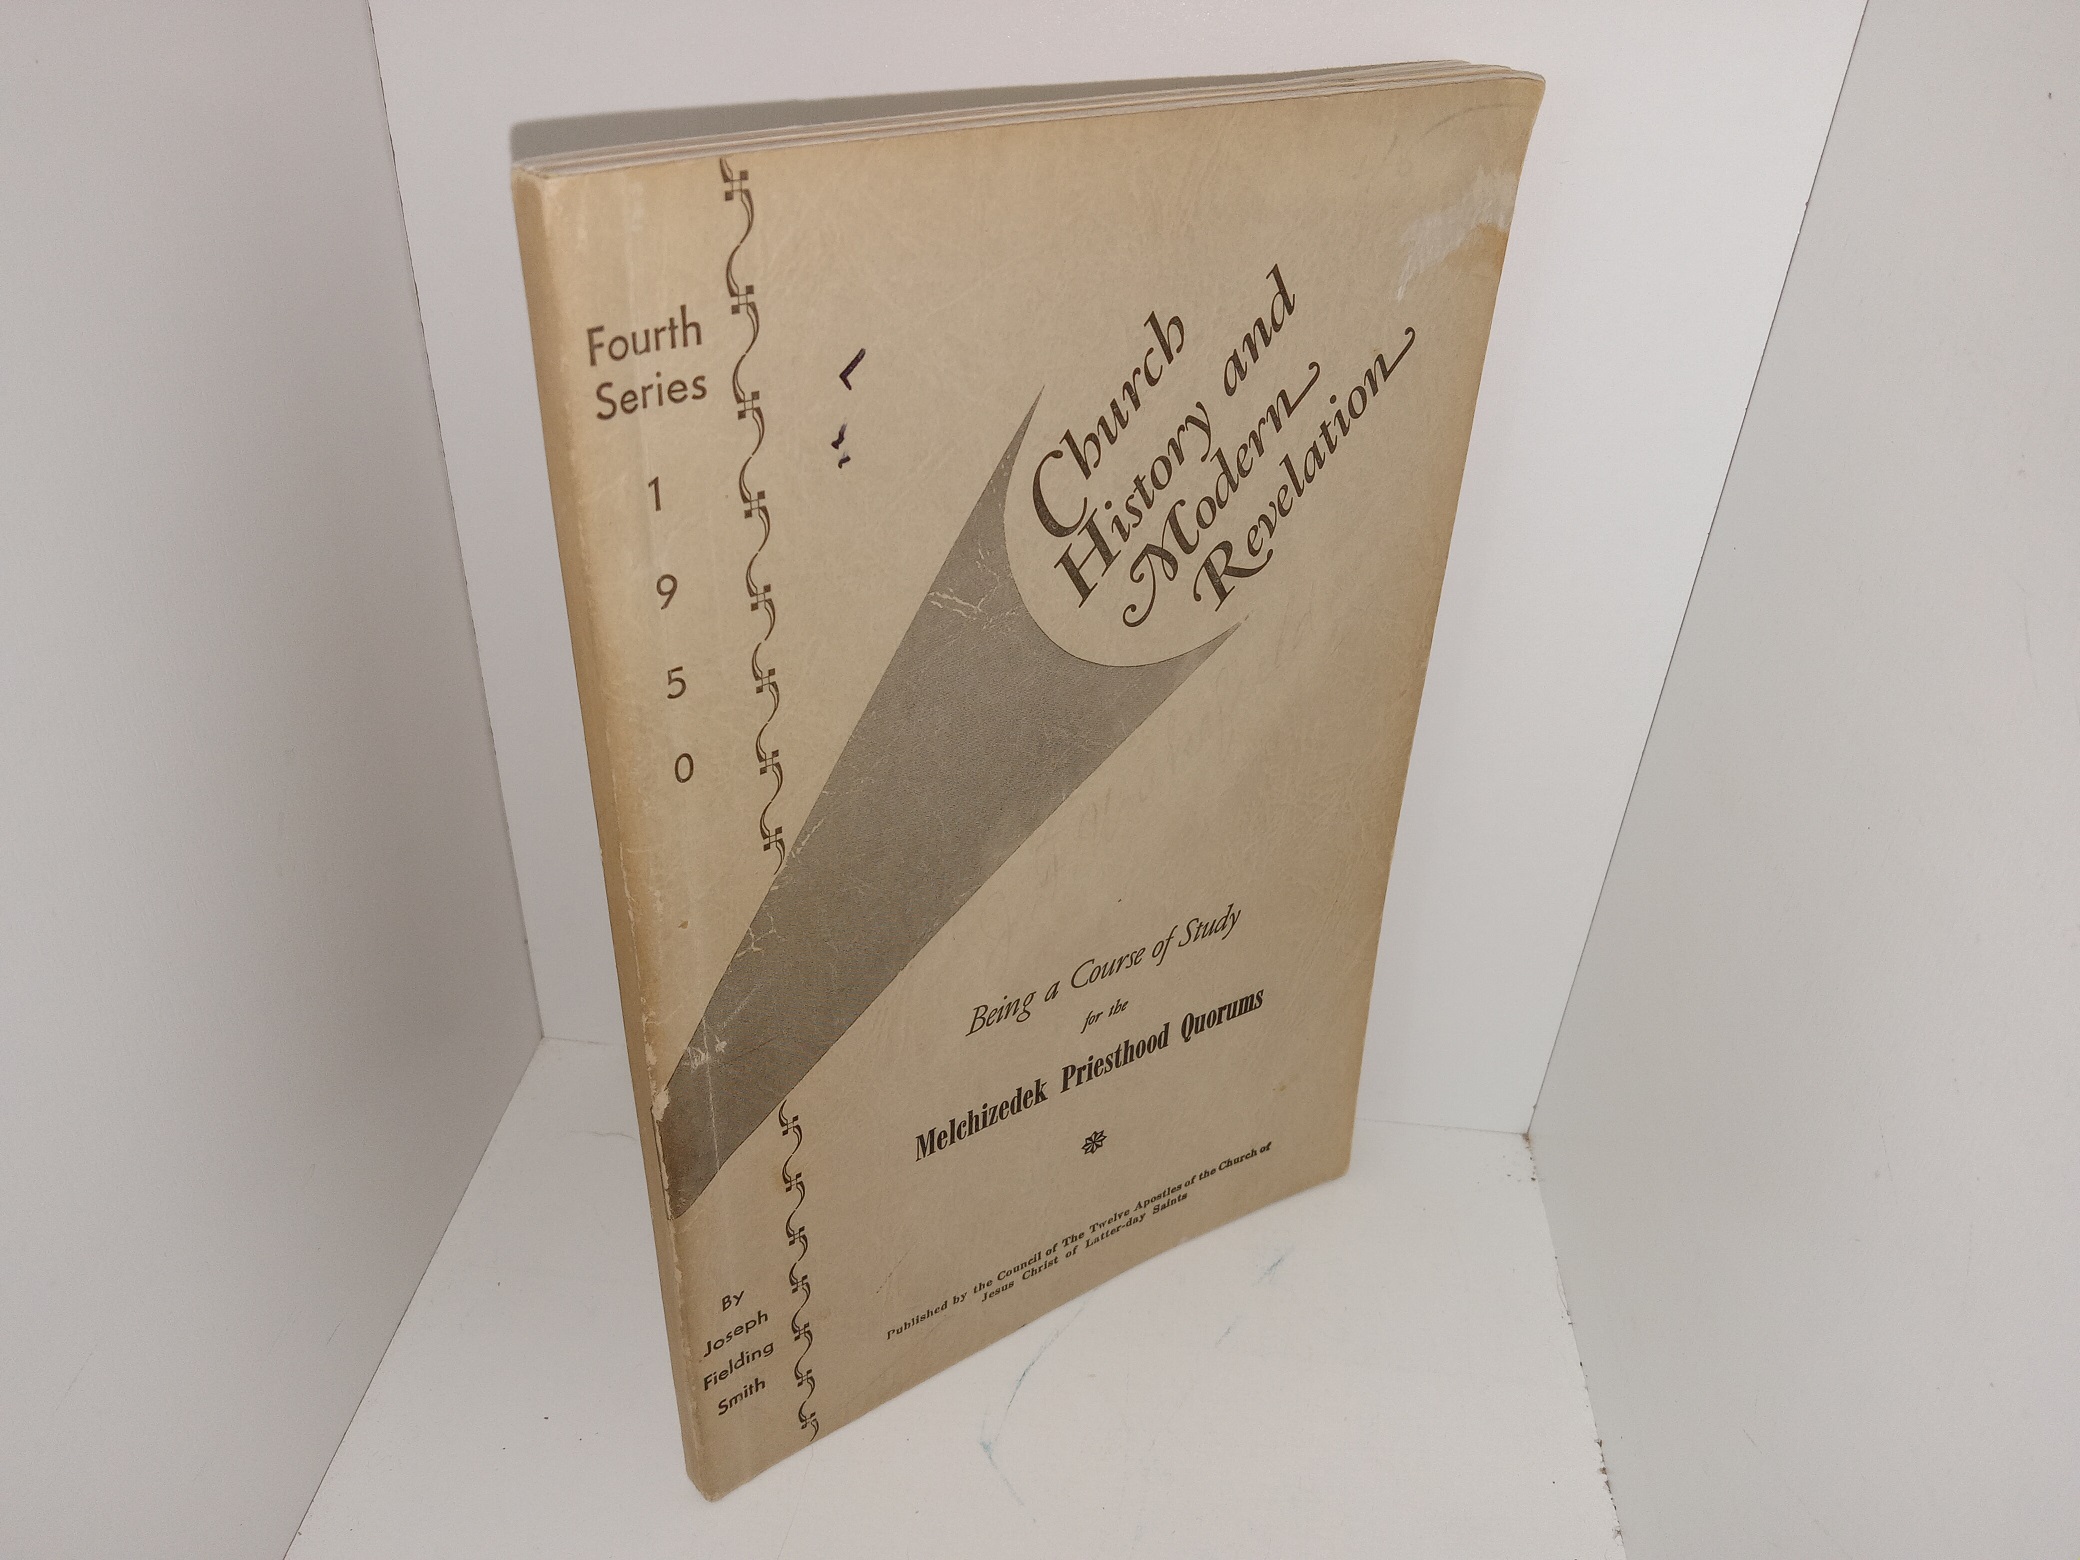 Fourth
Series
1
9
5
0
Church
History and
Modern
Revelation
Being a Course of Study
for the
Melchizedek Priesthood Quorums
Published by the Council of The Twelve Apostles of the Church of
Jesus Christ of Latter-day Saints
By
Joseph
Fielding
Smith